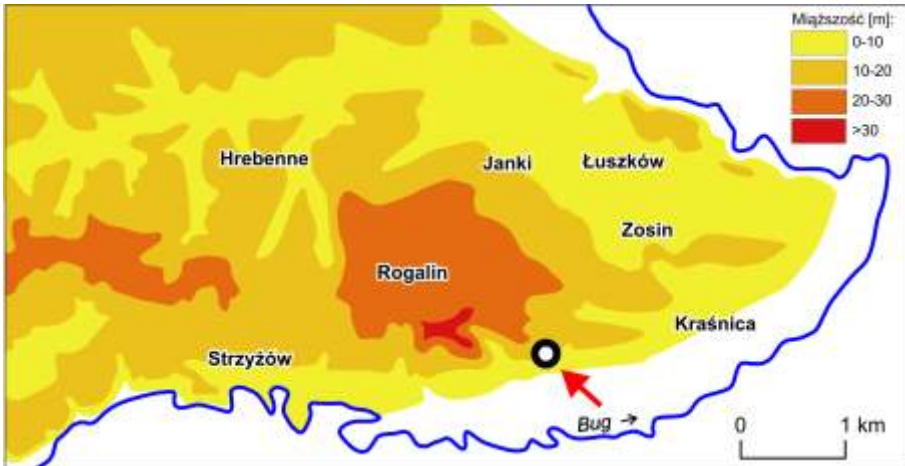 Miąższość [m]:
0-10
10-20
20-30
>30
Hrebenne
Janki
Łuszków
Zosin
Rogalin
Kraśnica
Strzyżów
Bug →
0 1 km